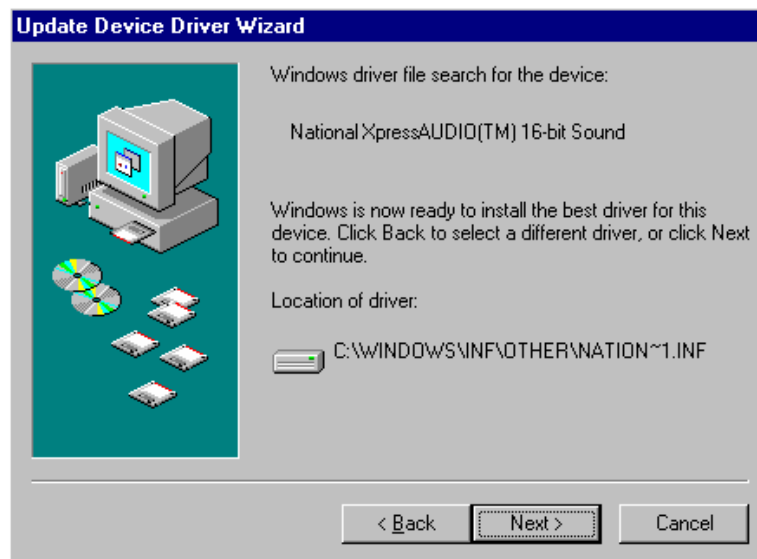 Update Device Driver Wizard
Windows driver file search for the device:
National XpressAUDIO(TM) 16-bit Sound
Windows is now ready to install the best driver for this
device. Click Back to select a different driver, or click Next
to continue.
Location of driver:
C:\WINDOWS\INF\OTHER\NATION~1.INF
< Back
Next >
Cancel